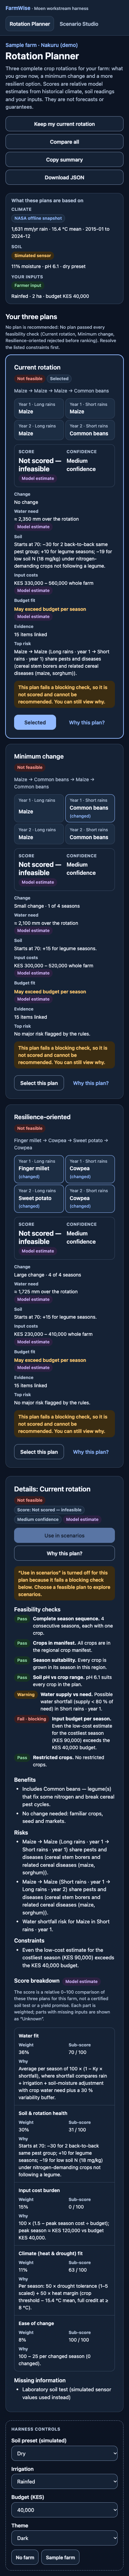 FarmWise · Minoo workstream harness
Rotation Planner
Scenario Studio
Sample farm · Nakuru (demo)
Rotation Planner
Three complete rotations for your farm: what you grow now, a minimum change and a more resilient option. Scores are relative model estimates from historical climate and soil readings. They are not forecasts or guarantees.
Keep my current rotation
Compare all
Copy summary
Download JSON
What these plans are based on
CLIMATE
NASA offline snapshot
1,631 mm/yr rain · 15.4 °C mean · 2015-01 to 2024-12
SOIL
Simulated sensor
11% moisture · pH 6.1 · dry preset
YOUR INPUTS
Farmer input
Rainfed · 2 ha · budget KES 40,000
Your three plans
No plan is recommended: No plan passed every feasibility check (Current rotation, Minimum change, Resilience-oriented rejected before ranking). Review the failed constraints first.
Current rotation
Not feasible
Selected
Maize → Maize → Maize → Common beans
Year 1 · Long rains
Maize
Year 1 · Short rains
Maize
Year 2 · Long rains
Maize
Year 2 · Short rains
Common beans
SCORE
Not scored — infeasible
Model estimate
CONFIDENCE
Medium confidence
Change
No change
Water need
≈ 2,350 mm over the rotation
Model estimate
Soil
Starts at 70: −30 for 2 back-to-back same pest group; +10 for legume seasons; −19 for low soil N (18 mg/kg) under nitrogen-demanding crops not following a legume.
Model estimate
Input costs
KES 330,000 – 560,000 whole farm
Model estimate
Budget fit
May exceed budget per season
Model estimate
Evidence
15 items linked
Top risk
Maize → Maize (Long rains · year 1 → Short rains · year 1) share pests and diseases (cereal stem borers and related cereal diseases (maize, sorghum)).
This plan fails a blocking check, so it is not scored and cannot be recommended. You can still view why.
Selected
Why this plan?
Minimum change
Not feasible
Maize → Common beans → Maize → Common beans
Year 1 · Long rains
Maize
Year 1 · Short rains
Common beans
(changed)
Year 2 · Long rains
Maize
Year 2 · Short rains
Common beans
SCORE
Not scored — infeasible
Model estimate
CONFIDENCE
Medium confidence
Change
Small change · 1 of 4 seasons
Water need
≈ 2,100 mm over the rotation
Model estimate
Soil
Starts at 70: +15 for legume seasons.
Model estimate
Input costs
KES 300,000 – 520,000 whole farm
Model estimate
Budget fit
May exceed budget per season
Model estimate
Evidence
15 items linked
Top risk
No major risk flagged by the rules.
This plan fails a blocking check, so it is not scored and cannot be recommended. You can still view why.
Select this plan
Why this plan?
Resilience-oriented
Not feasible
Finger millet → Cowpea → Sweet potato → Cowpea
Year 1 · Long rains
Finger millet
(changed)
Year 1 · Short rains
Cowpea
(changed)
Year 2 · Long rains
Sweet potato
(changed)
Year 2 · Short rains
Cowpea
(changed)
SCORE
Not scored — infeasible
Model estimate
CONFIDENCE
Medium confidence
Change
Large change · 4 of 4 seasons
Water need
≈ 1,725 mm over the rotation
Model estimate
Soil
Starts at 70: +15 for legume seasons.
Model estimate
Input costs
KES 230,000 – 410,000 whole farm
Model estimate
Budget fit
May exceed budget per season
Model estimate
Evidence
15 items linked
Top risk
No major risk flagged by the rules.
This plan fails a blocking check, so it is not scored and cannot be recommended. You can still view why.
Select this plan
Why this plan?
Details: Current rotation
Not feasible
Score: Not scored — infeasible
Medium confidence
Model estimate
Use in scenarios
Why this plan?
"Use in scenarios" is turned off for this plan because it fails a blocking check below. Choose a feasible plan to explore scenarios.
Feasibility checks
Pass
Complete season sequence. 4 consecutive seasons, each with one crop.
Pass
Crops in manifest. All crops are in the regional crop manifest.
Pass
Season suitability. Every crop is grown in its season in this region.
Pass
Soil pH vs crop range. pH 6.1 suits every crop in the plan.
Warning
Water supply vs need. Possible water shortfall (supply < 80 % of need) in Short rains · year 1.
Fail · blocking
Input budget per season. Even the low-cost estimate for the costliest season (KES 90,000) exceeds the KES 40,000 budget.
Pass
Restricted crops. No restricted crops.
Benefits
• Includes Common beans — legume(s) that fix some nitrogen and break cereal pest cycles.
• No change needed: familiar crops, seed and markets.
Risks
• Maize → Maize (Long rains · year 1 → Short rains · year 1) share pests and diseases (cereal stem borers and related cereal diseases (maize, sorghum)).
• Maize → Maize (Short rains · year 1 → Long rains · year 2) share pests and diseases (cereal stem borers and related cereal diseases (maize, sorghum)).
• Water shortfall risk for Maize in Short rains · year 1.
Constraints
• Even the low-cost estimate for the costliest season (KES 90,000) exceeds the KES 40,000 budget.
Score breakdown
Model estimate
The score is a relative 0–100 comparison of these three plans for this farm, not a certified soil test or a yield promise. Each part is weighted; any parts with missing inputs are shown as "Unknown".
Water fit
Weight
36%
Sub-score
70 / 100
Why
Average per season of 100 × (1 − Ky × shortfall), where shortfall compares rain + irrigation + soil-moisture adjustment with crop water need plus a 30 % variability buffer.
Soil & rotation health
Weight
30%
Sub-score
31 / 100
Why
Starts at 70: −30 for 2 back-to-back same pest group; +10 for legume seasons; −19 for low soil N (18 mg/kg) under nitrogen-demanding crops not following a legume.
Input cost burden
Weight
15%
Sub-score
0 / 100
Why
100 × (1.5 − peak season cost ÷ budget); peak season ≈ KES 120,000 vs budget KES 40,000.
Climate (heat & drought) fit
Weight
11%
Sub-score
63 / 100
Why
Per season: 50 × drought tolerance (1–5 scaled) + 50 × heat margin (crop threshold − 15.4 °C mean, full credit at ≥ 8 °C).
Ease of change
Weight
8%
Sub-score
100 / 100
Why
100 − 25 per changed season (0 changed).
Missing information
• Laboratory soil test (simulated sensor values used instead)
HARNESS CONTROLS
Soil preset (simulated)
Dry
Irrigation
Rainfed
Budget (KES)
40,000
Theme
Dark
No farm
Sample farm